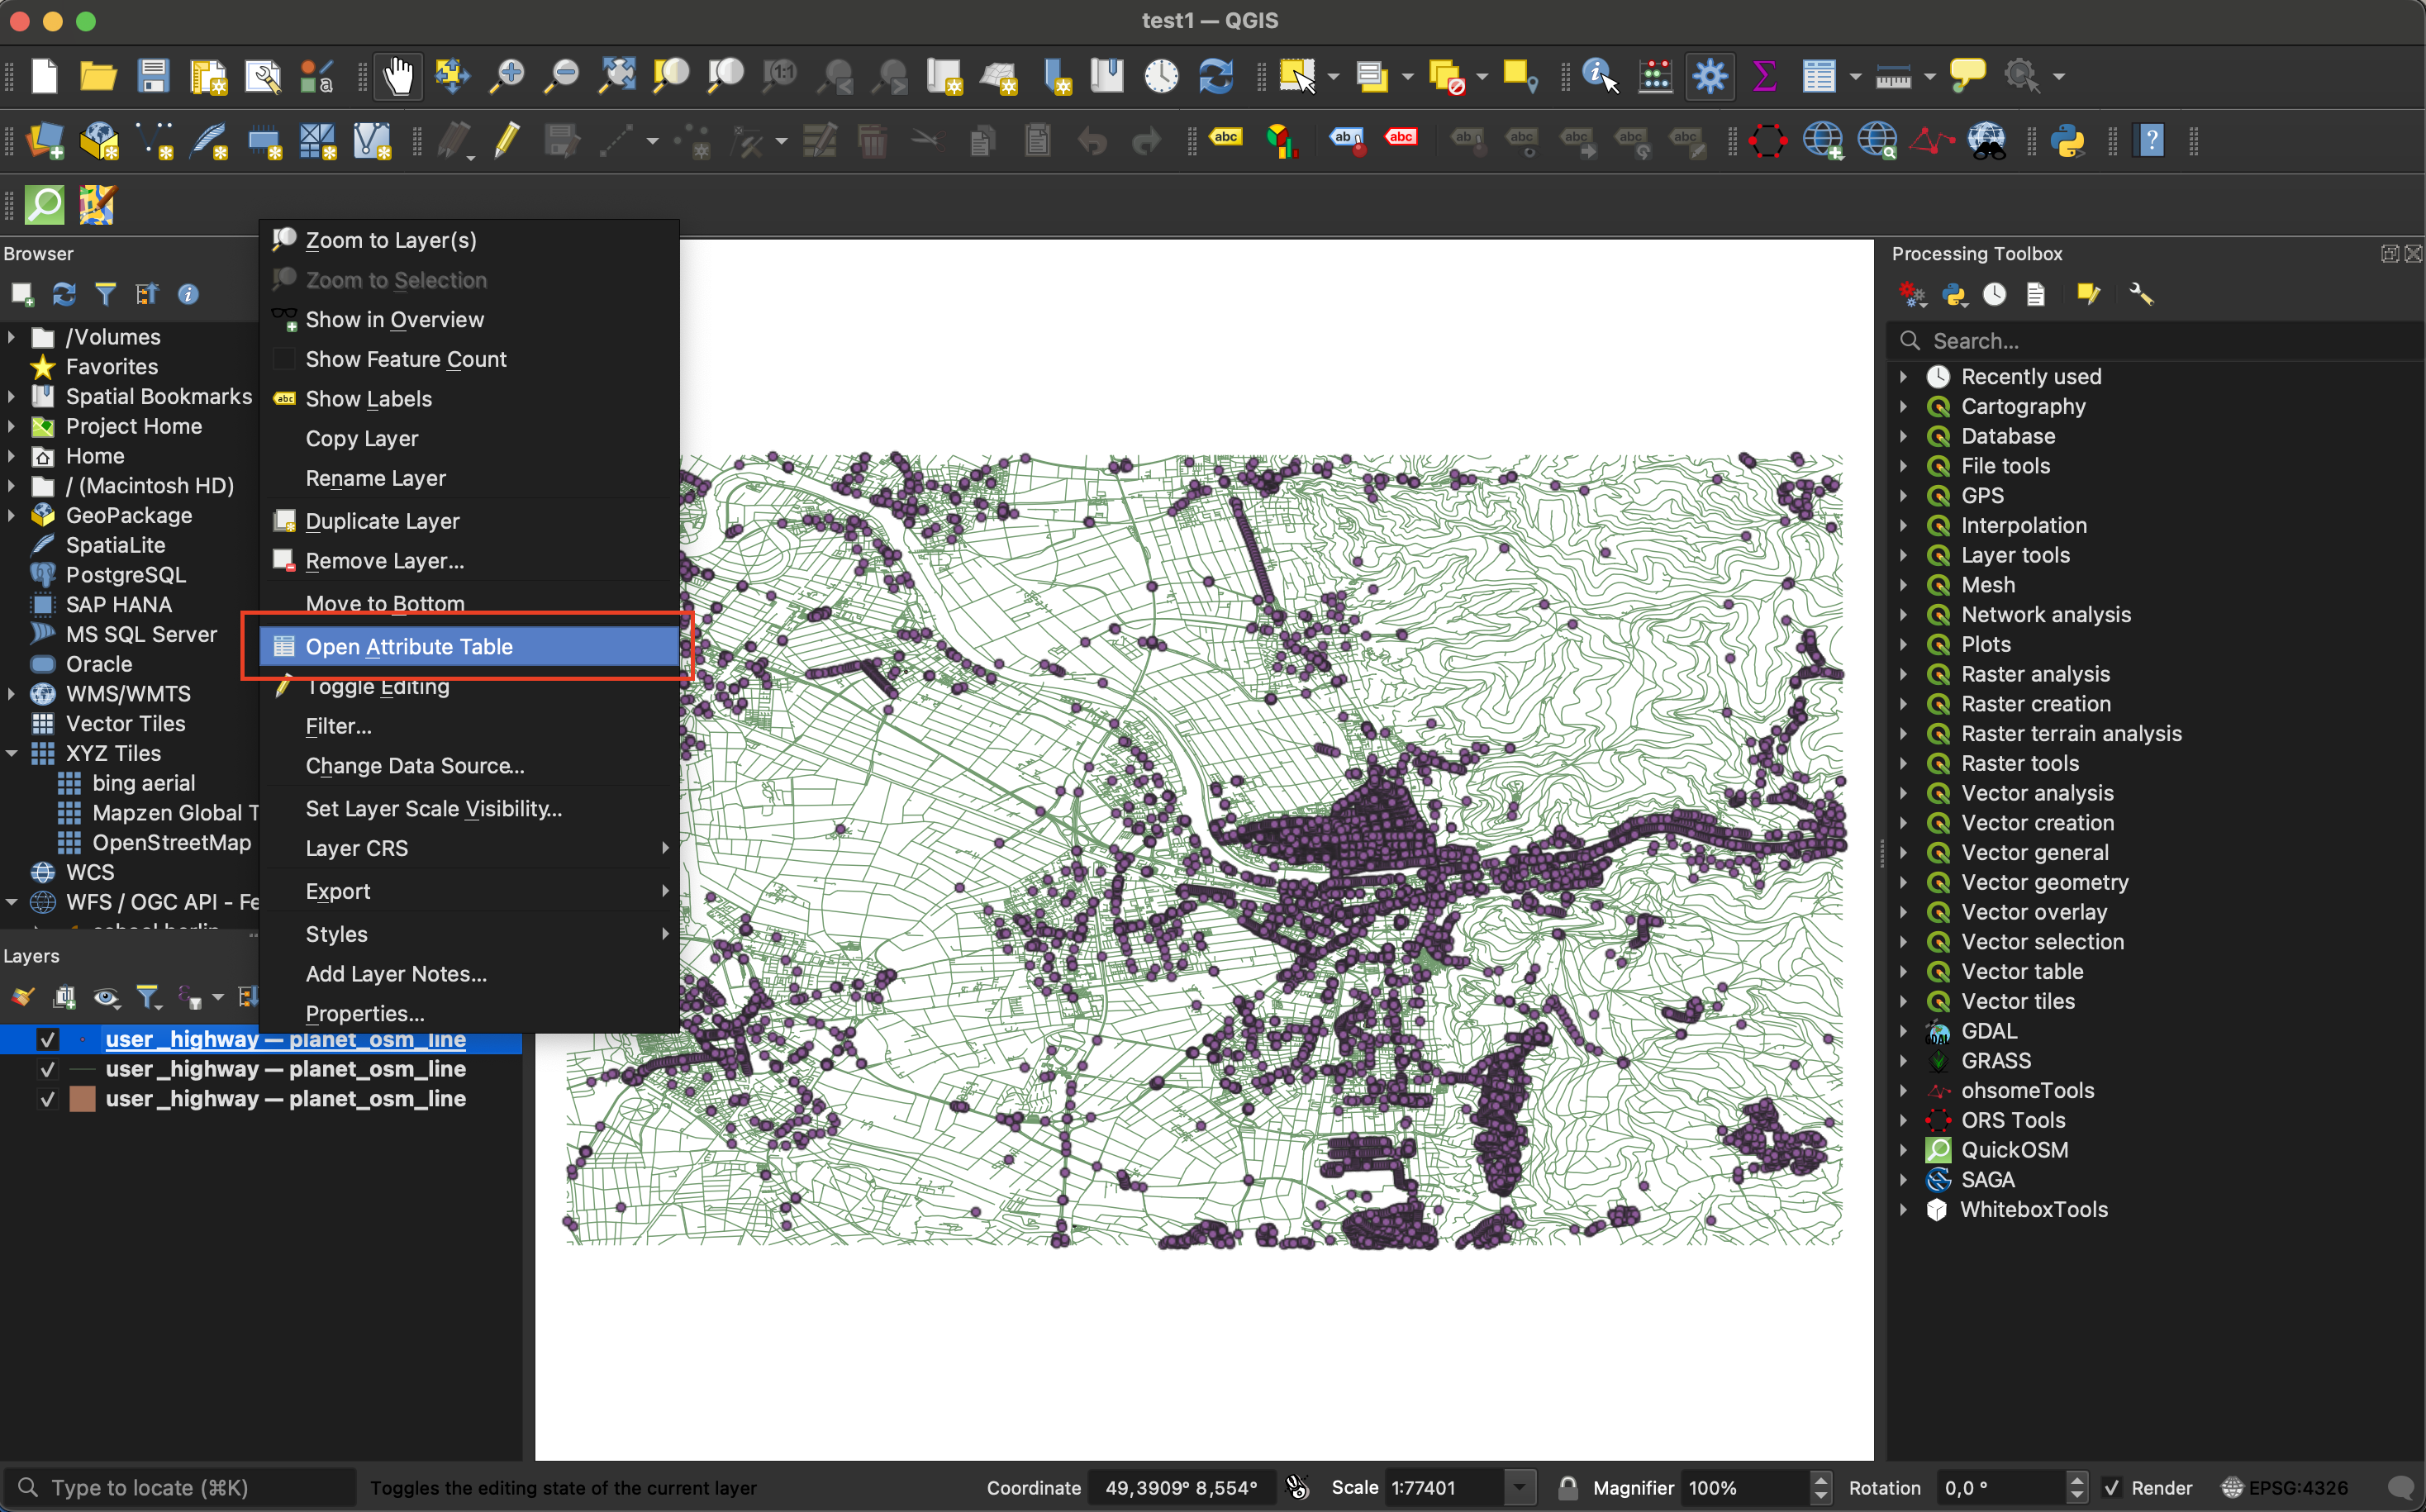 test1 — QGIS
Browser
/Volumes
Favorites
Spatial Bookmarks
Project Home
Home
/ (Macintosh HD)
GeoPackage
SpatiaLite
PostgreSQL
SAP HANA
MS SQL Server
Oracle
WMS/WMTS
Vector Tiles
XYZ Tiles
bing aerial
Mapzen Global T
OpenStreetMap
WCS
WFS / OGC API - Fe
Zoom to Layer(s)
Zoom to Selection
Show in Overview
Show Feature Count
abc Show Labels
Copy Layer
Rename Layer
Duplicate Layer
Remove Layer...
Move to Bottom
Open Attribute Table
Toggle Editing
Filter...
Change Data Source...
Set Layer Scale Visibility...
Layer CRS
Export
Styles
Add Layer Notes...
Properties...
Layers
user_highway — planet_osm_line
user_highway — planet_osm_line
user_highway — planet_osm_line
Processing Toolbox
Search...
Recently used
Cartography
Database
File tools
GPS
Interpolation
Layer tools
Mesh
Network analysis
Plots
Raster analysis
Raster creation
Raster terrain analysis
Raster tools
Vector analysis
Vector creation
Vector general
Vector geometry
Vector overlay
Vector selection
Vector table
Vector tiles
GDAL
GRASS
ohsomeTools
ORS Tools
QuickOSM
SAGA
WhiteboxTools
Type to locate (⌘K)
Toggles the editing state of the current layer
Coordinate 49,3909° 8,554°
Scale 1:77401
Magnifier 100%
Rotation 0,0 °
Render
EPSG:4326